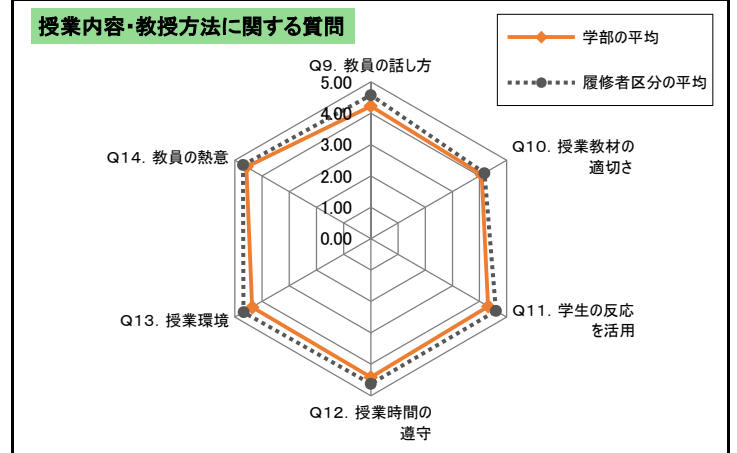 授業内容・教授方法に関する質問
学部の平均
履修者区分の平均
Q9. 教員の話し方
5.00
4.00
3.00
2.00
1.00
0.00
Q10. 授業教材の
適切さ
Q11. 学生の反応
を活用
Q12. 授業時間の
遵守
Q13. 授業環境
Q14. 教員の熱意